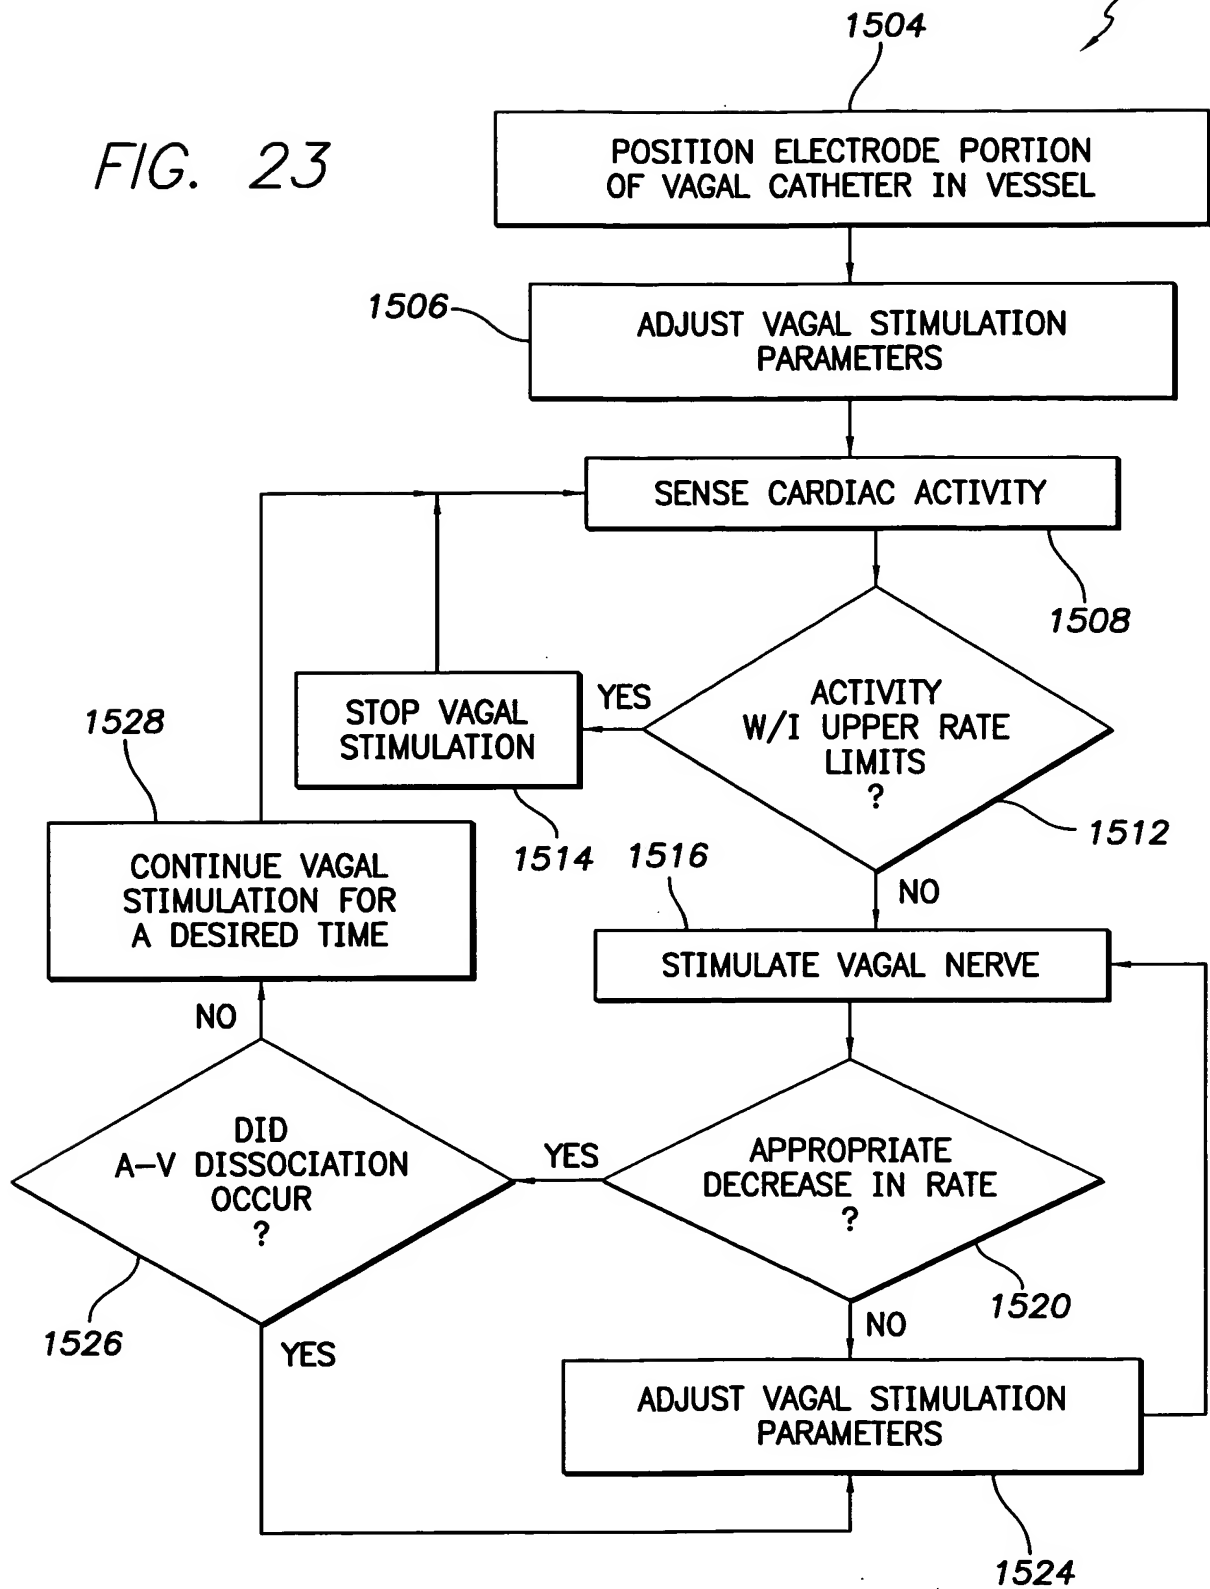 1504
FIG. 23
POSITION ELECTRODE PORTION
OF VAGAL CATHETER IN VESSEL
1506
ADJUST VAGAL STIMULATION
PARAMETERS
SENSE CARDIAC ACTIVITY
1508
ACTIVITY
W/I UPPER RATE
LIMITS
?
1512
YES
STOP VAGAL
STIMULATION
1514
1528
CONTINUE VAGAL
STIMULATION FOR
A DESIRED TIME
NO
1516
STIMULATE VAGAL NERVE
NO
DID
A-V DISSOCIATION
OCCUR
?
1526
YES
APPROPRIATE
DECREASE IN RATE
?
1520
NO
YES
ADJUST VAGAL STIMULATION
PARAMETERS
1524